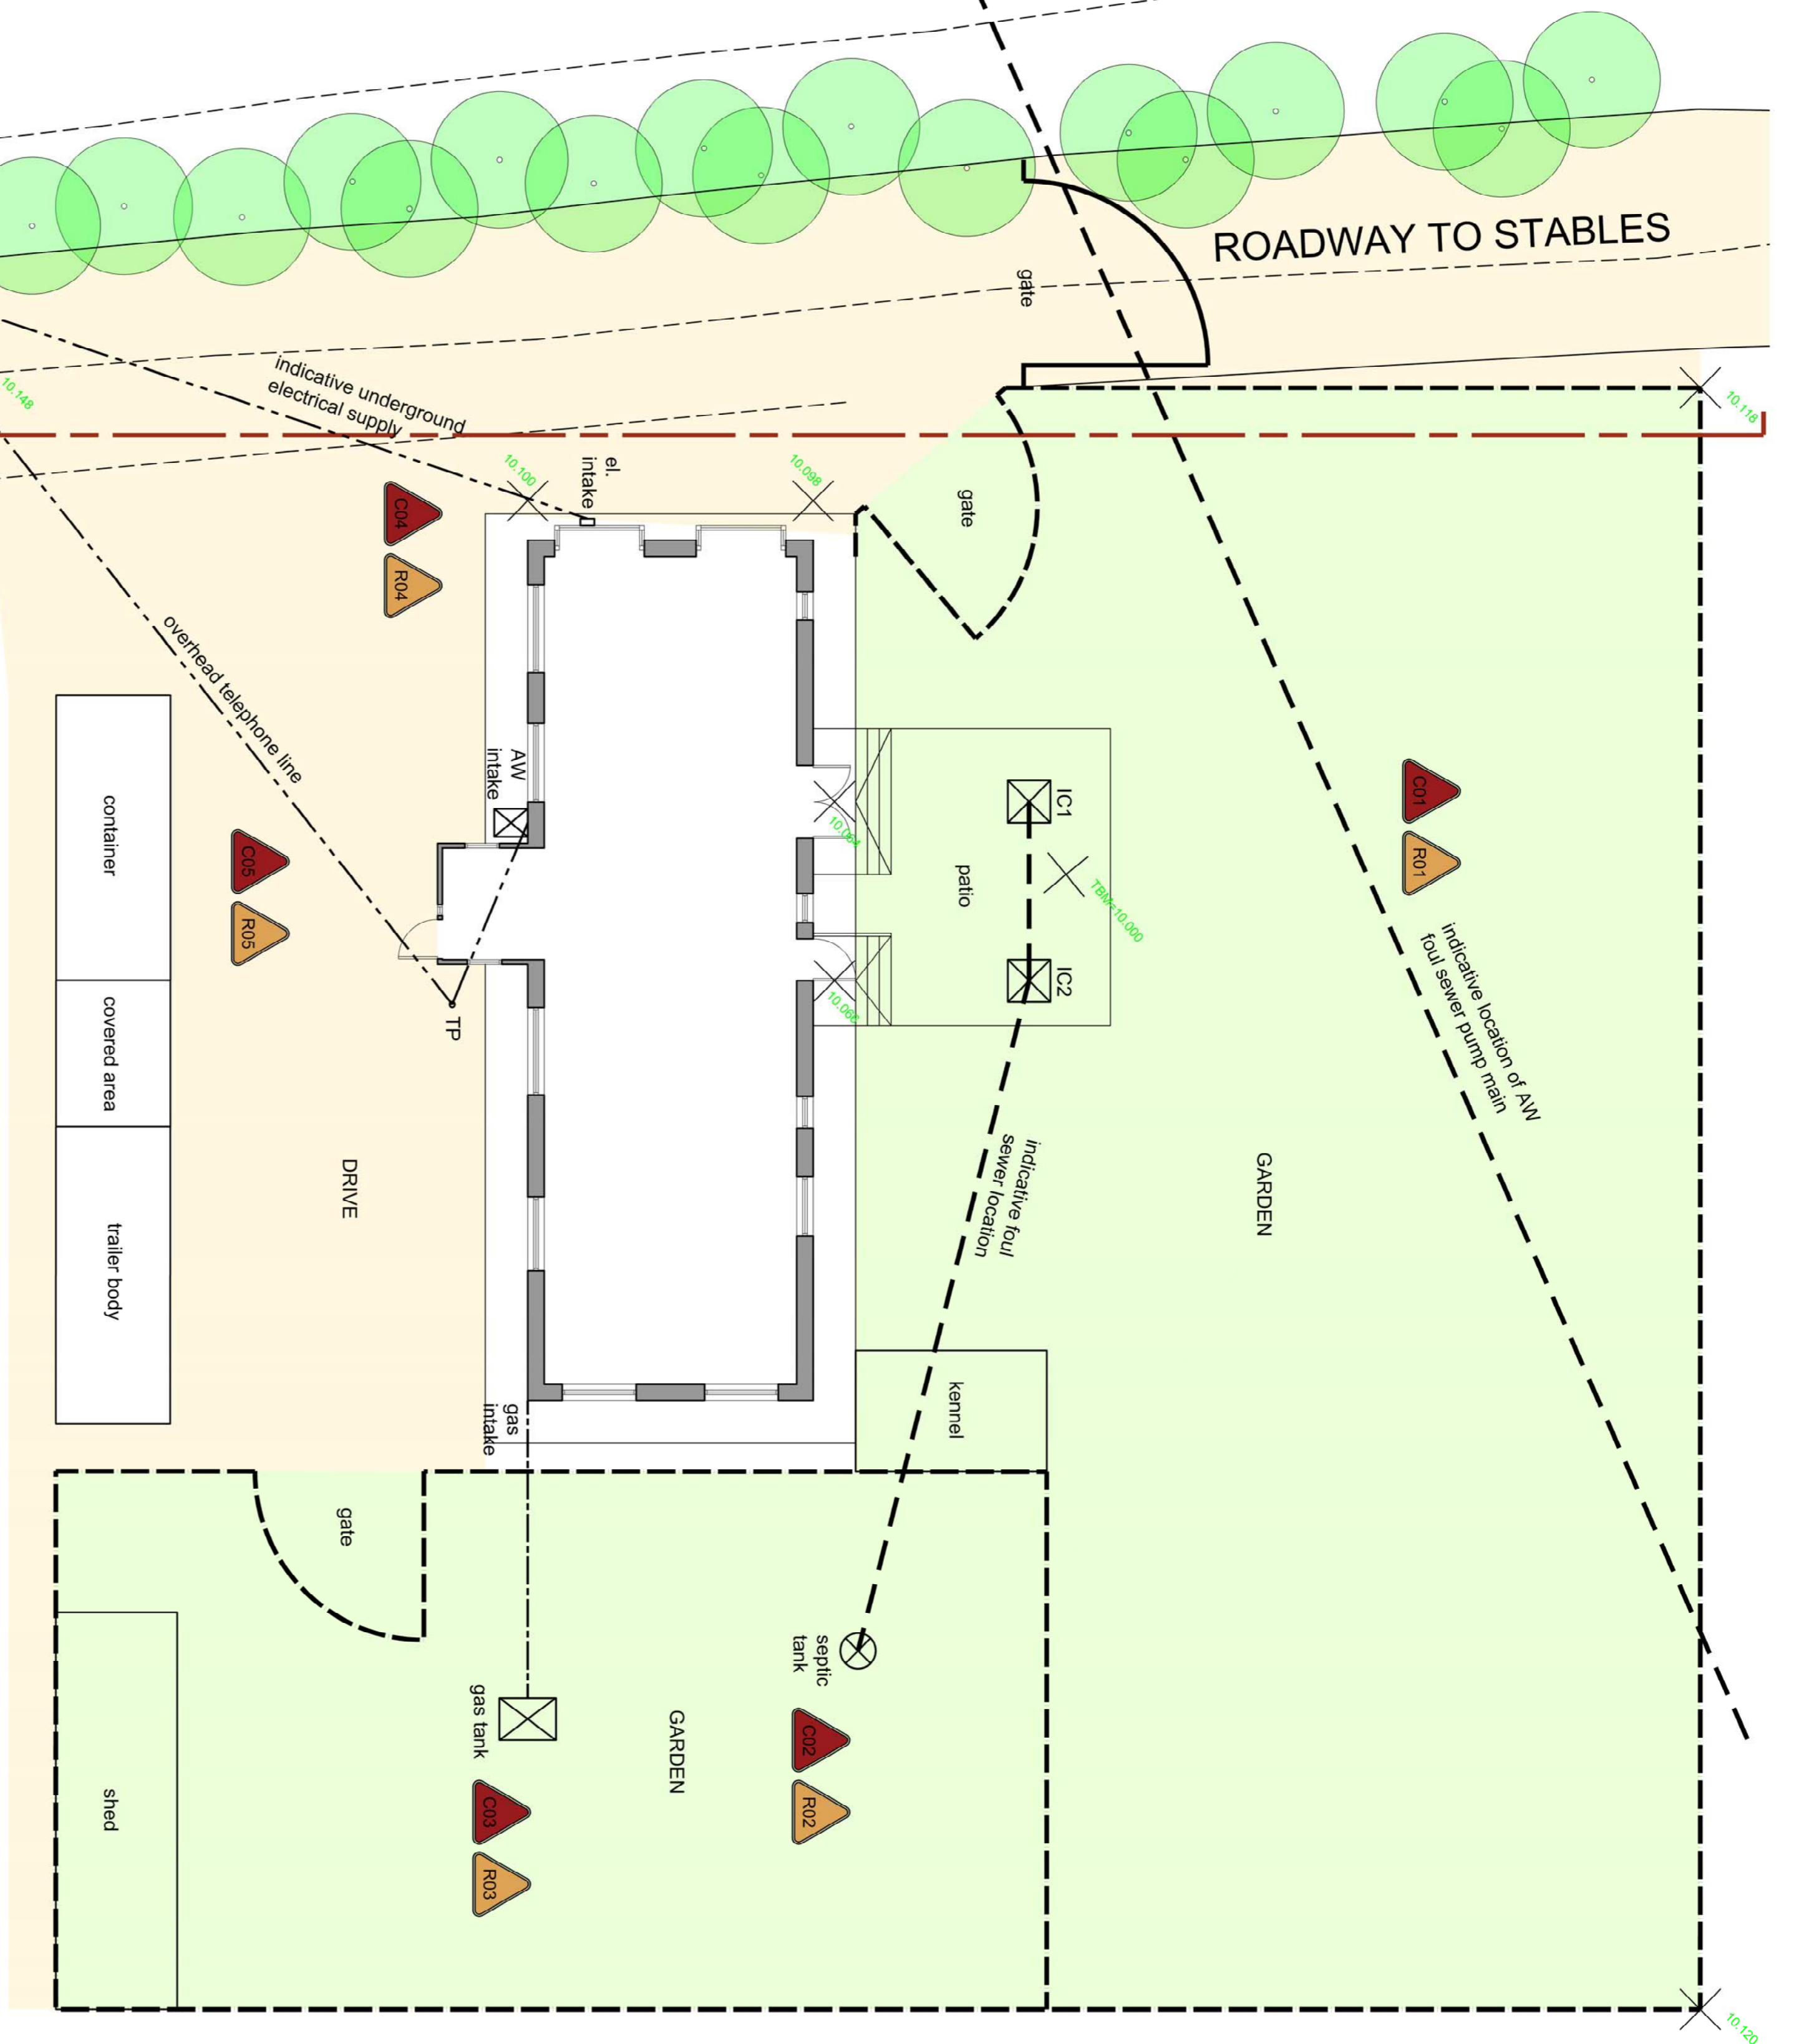 ROADWAY TO STABLES
gate
indicative underground
electrical supply
10.148
10.118
el.
intake
10.100
10.098
gate
C04
R04
overhead telephone line
AW
intake
IC1
C01
R01
container
C05
R05
10.064
patio
TBM=10.000
IC2
10.066
TP
indicative location of AW
foul sewer pump main
covered area
DRIVE
indicative foul
sewer location
GARDEN
trailer body
gas
intake
kennel
gate
septic
tank
gas tank
GARDEN
C02
R02
C03
R03
shed
10.120